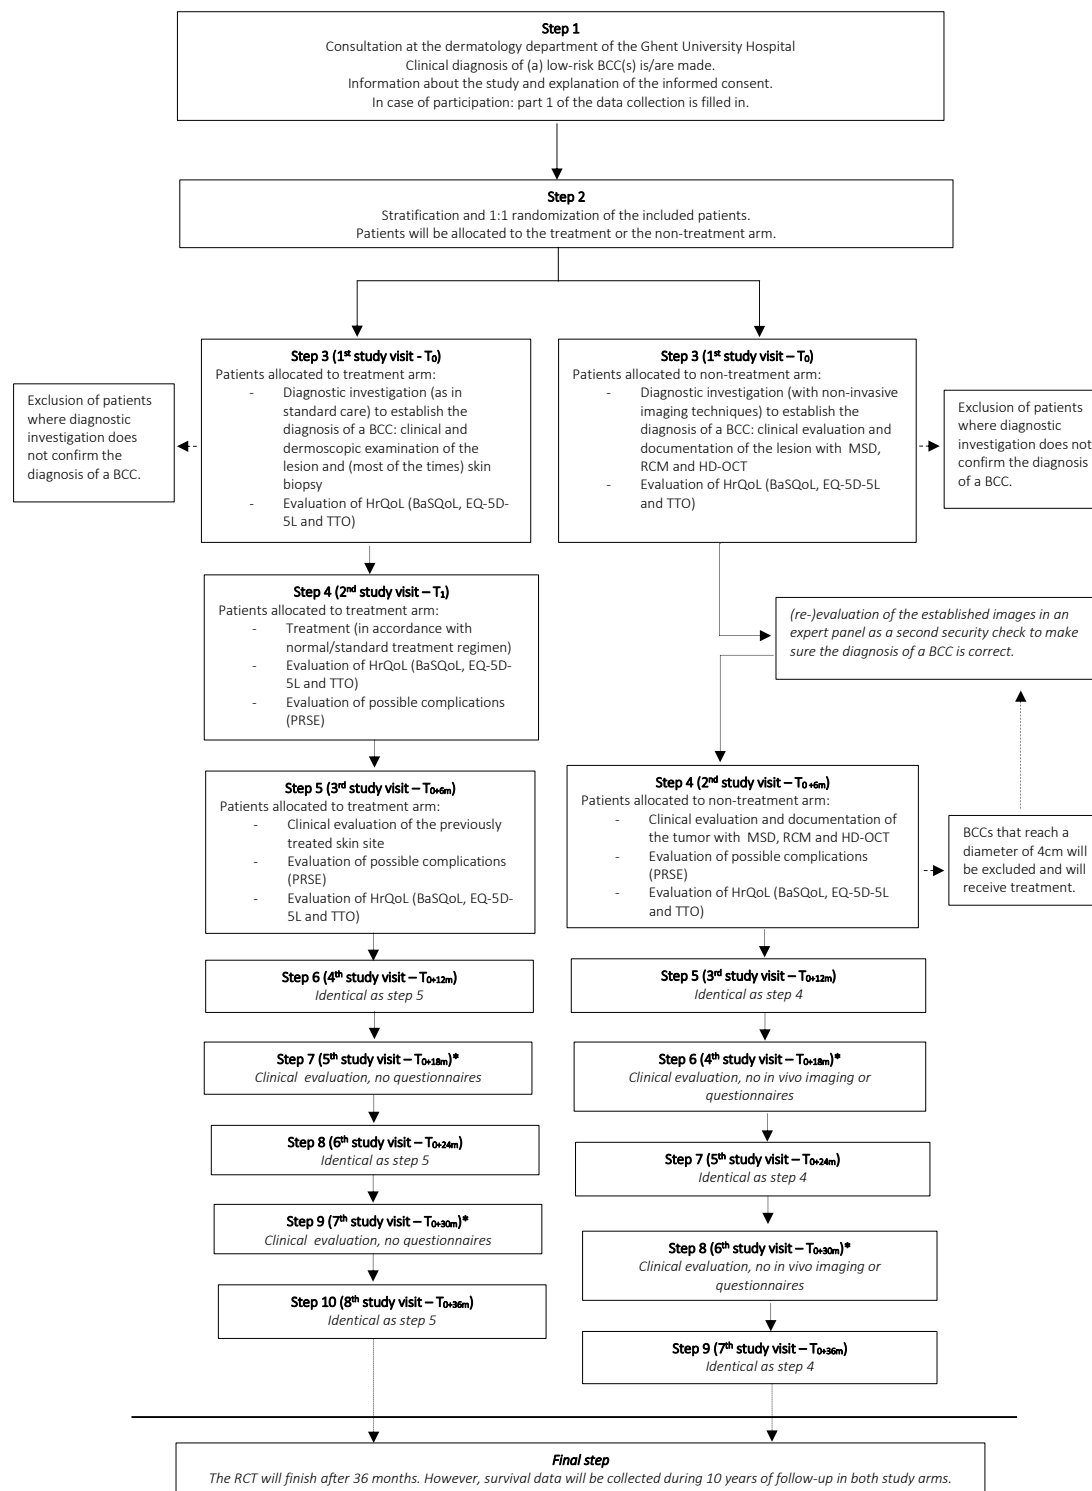 Step 1
Consultation at the dermatology department of the Ghent University Hospital
Clinical diagnosis of (a) low-risk BCC(s) is/are made.
Information about the study and explanation of the informed consent.
In case of participation: part 1 of the data collection is filled in.
Step 2
Stratification and 1:1 randomization of the included patients.
Patients will be allocated to the treatment or the non-treatment arm.
Step 3 (1st study visit - T0)
Patients allocated to treatment arm:
- Diagnostic investigation (as in
standard care) to establish the
diagnosis of a BCC: clinical and
dermoscopic examination of the
lesion and (most of the times) skin
biopsy
- Evaluation of HrQoL (BaSQoL, EQ-5D-
5L and TTO)
Exclusion of patients
where diagnostic
investigation does
not confirm the
diagnosis of a BCC.
Step 3 (1st study visit – T0)
Patients allocated to non-treatment arm:
- Diagnostic investigation (with non-invasive
imaging techniques) to establish the
diagnosis of a BCC: clinical evaluation and
documentation of the lesion with MSD,
RCM and HD-OCT
- Evaluation of HrQoL (BaSQoL, EQ-5D-5L
and TTO)
Exclusion of patients
where diagnostic
investigation does not
confirm the diagnosis
of a BCC.
Step 4 (2nd study visit – T1)
Patients allocated to treatment arm:
- Treatment (in accordance with
normal/standard treatment regimen)
- Evaluation of HrQoL (BaSQoL, EQ-5D-
5L and TTO)
- Evaluation of possible complications
(PRSE)
(re-)evaluation of the established images in an
expert panel as a second security check to make
sure the diagnosis of a BCC is correct.
Step 5 (3rd study visit – T0+6m)
Patients allocated to treatment arm:
- Clinical evaluation of the previously
treated skin site
- Evaluation of possible complications
(PRSE)
- Evaluation of HrQoL (BaSQoL, EQ-5D-
5L and TTO)
Step 4 (2nd study visit – T0+6m)
Patients allocated to non-treatment arm:
- Clinical evaluation and documentation of
the tumor with MSD, RCM and HD-OCT
- Evaluation of possible complications
(PRSE)
- Evaluation of HrQoL (BaSQoL, EQ-5D-5L
and TTO)
BCCs that reach a
diameter of 4cm will
be excluded and will
receive treatment.
Step 6 (4th study visit – T0+12m)
Identical as step 5
Step 5 (3rd study visit – T0+12m)
Identical as step 4
Step 7 (5th study visit – T0+18m)*
Clinical evaluation, no questionnaires
Step 6 (4th study visit – T0+18m)*
Clinical evaluation, no in vivo imaging or
questionnaires
Step 8 (6th study visit – T0+24m)
Identical as step 5
Step 7 (5th study visit – T0+24m)
Identical as step 4
Step 9 (7th study visit – T0+30m)*
Clinical evaluation, no questionnaires
Step 8 (6th study visit – T0+30m)*
Clinical evaluation, no in vivo imaging or
questionnaires
Step 10 (8th study visit – T0+36m)
Identical as step 5
Step 9 (7th study visit – T0+36m)
Identical as step 4
Final step
The RCT will finish after 36 months. However, survival data will be collected during 10 years of follow-up in both study arms.